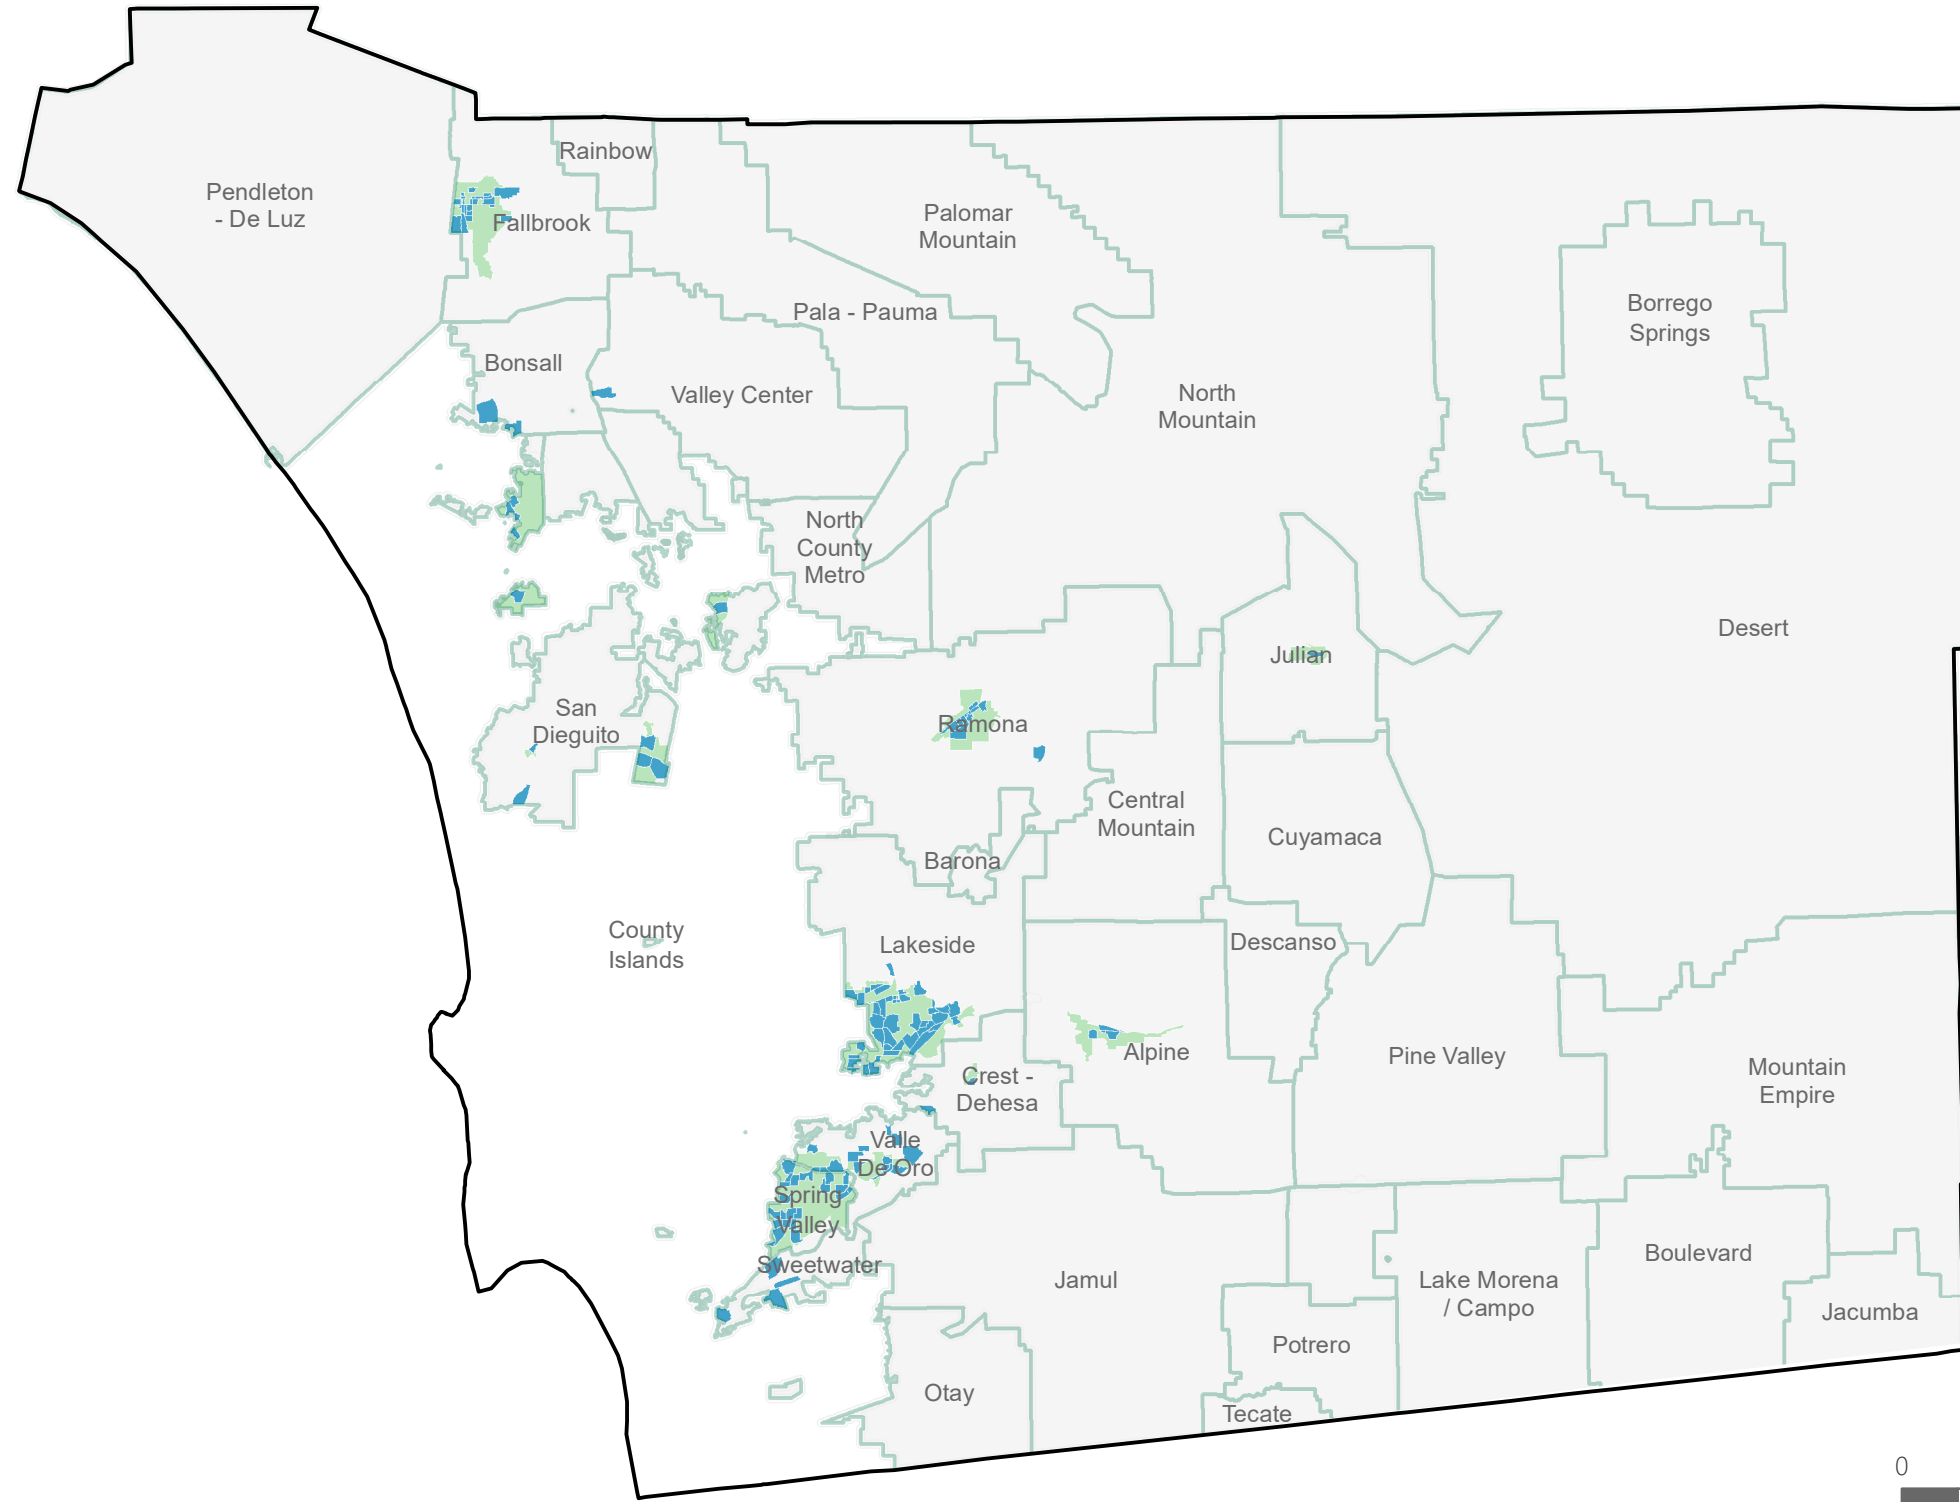 Rainbow
Pendleton
- De Luz
Fallbrook
Palomar
Mountain
Pala - Pauma
Borrego
Springs
Bonsall
Valley Center
North
Mountain
North
County
Metro
Desert
Julian
San
Dieguito
Ramona
Central
Mountain
Cuyamaca
Barona
County
Islands
Lakeside
Descanso
Alpine
Pine Valley
Mountain
Empire
Crest -
Dehesa
Valle
De Oro
Spring
Valley
Sweetwater
Jamul
Lake Morena
/ Campo
Boulevard
Jacumba
Potrero
Otay
Tecate
0